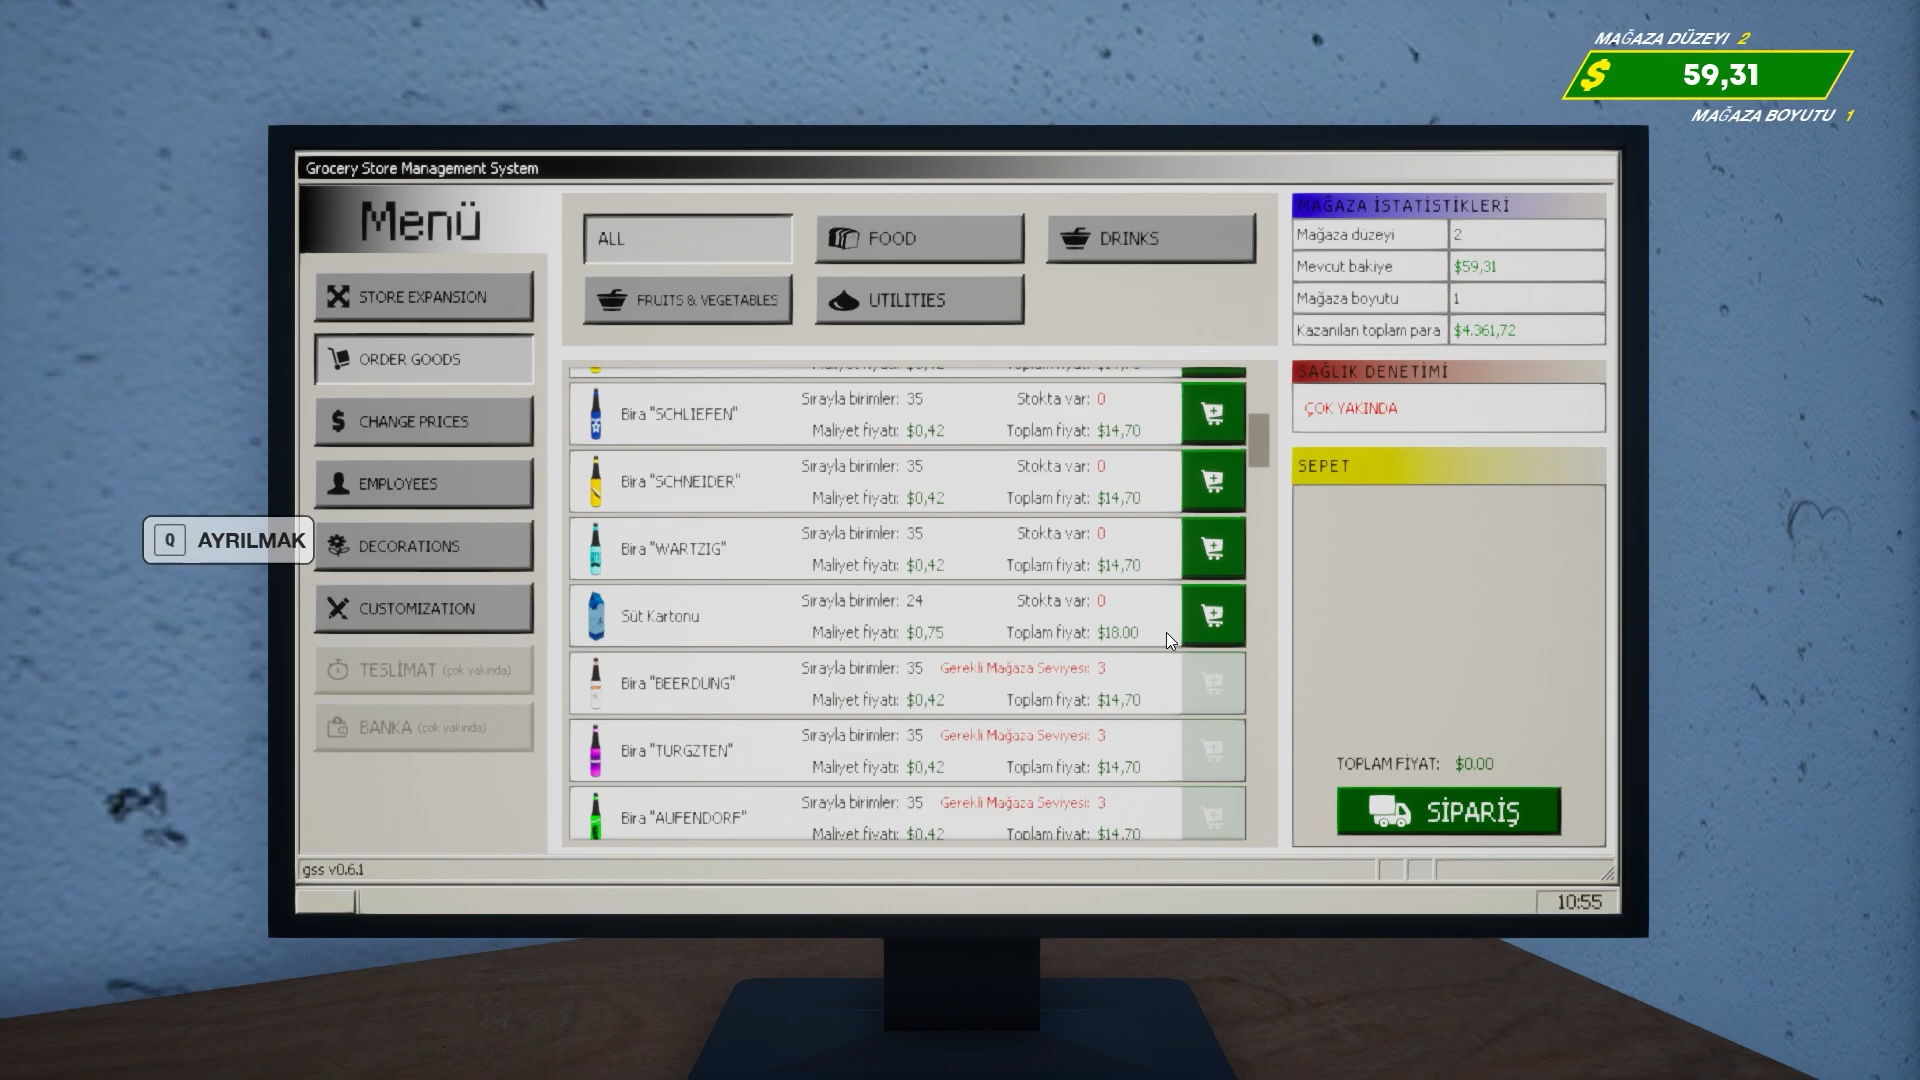 MAĞAZA DÜZEYI 2
$ 59,31
MAĞAZA BOYUTU 1
Grocery Store Management System
Menü
STORE EXPANSION
ORDER GOODS
CHANGE PRICES
EMPLOYEES
DECORATIONS
CUSTOMIZATION
TESLİMAT (çok yakında)
BANKA (çok yakında)
Q AYRILMAK
ALL
FOOD
DRINKS
FRUITS & VEGETABLES
UTILITIES
Bira "SCHLIEFEN"
Sırayla birimler: 35
Stokta var: 0
Maliyet fiyatı: $0,42
Toplam fiyat: $14,70
Bira "SCHNEIDER"
Sırayla birimler: 35
Stokta var: 0
Maliyet fiyatı: $0,42
Toplam fiyat: $14,70
Bira "WARTZIG"
Sırayla birimler: 35
Stokta var: 0
Maliyet fiyatı: $0,42
Toplam fiyat: $14,70
Süt Kartonu
Sırayla birimler: 24
Stokta var: 0
Maliyet fiyatı: $0,75
Toplam fiyat: $18.00
Bira "BEERDUNG"
Sırayla birimler: 35
Gerekli Mağaza Seviyesi: 3
Maliyet fiyatı: $0,42
Toplam fiyat: $14,70
Bira "TURGZTEN"
Sırayla birimler: 35
Gerekli Mağaza Seviyesi: 3
Maliyet fiyatı: $0,42
Toplam fiyat: $14,70
Bira "AUFENDORF"
Sırayla birimler: 35
Gerekli Mağaza Seviyesi: 3
Maliyet fiyatı: $0,42
Toplam fiyat: $14,70
MAĞAZA İSTATİSTİKLERİ
Mağaza düzeyi 2
Mevcut bakiye $59,31
Mağaza boyutu 1
Kazanılan toplam para $4.361,72
SAĞLIK DENETİMİ
ÇOK YAKINDA
SEPET
TOPLAM FİYAT: $0.00
SİPARİŞ
gss v0.6.1
10:55